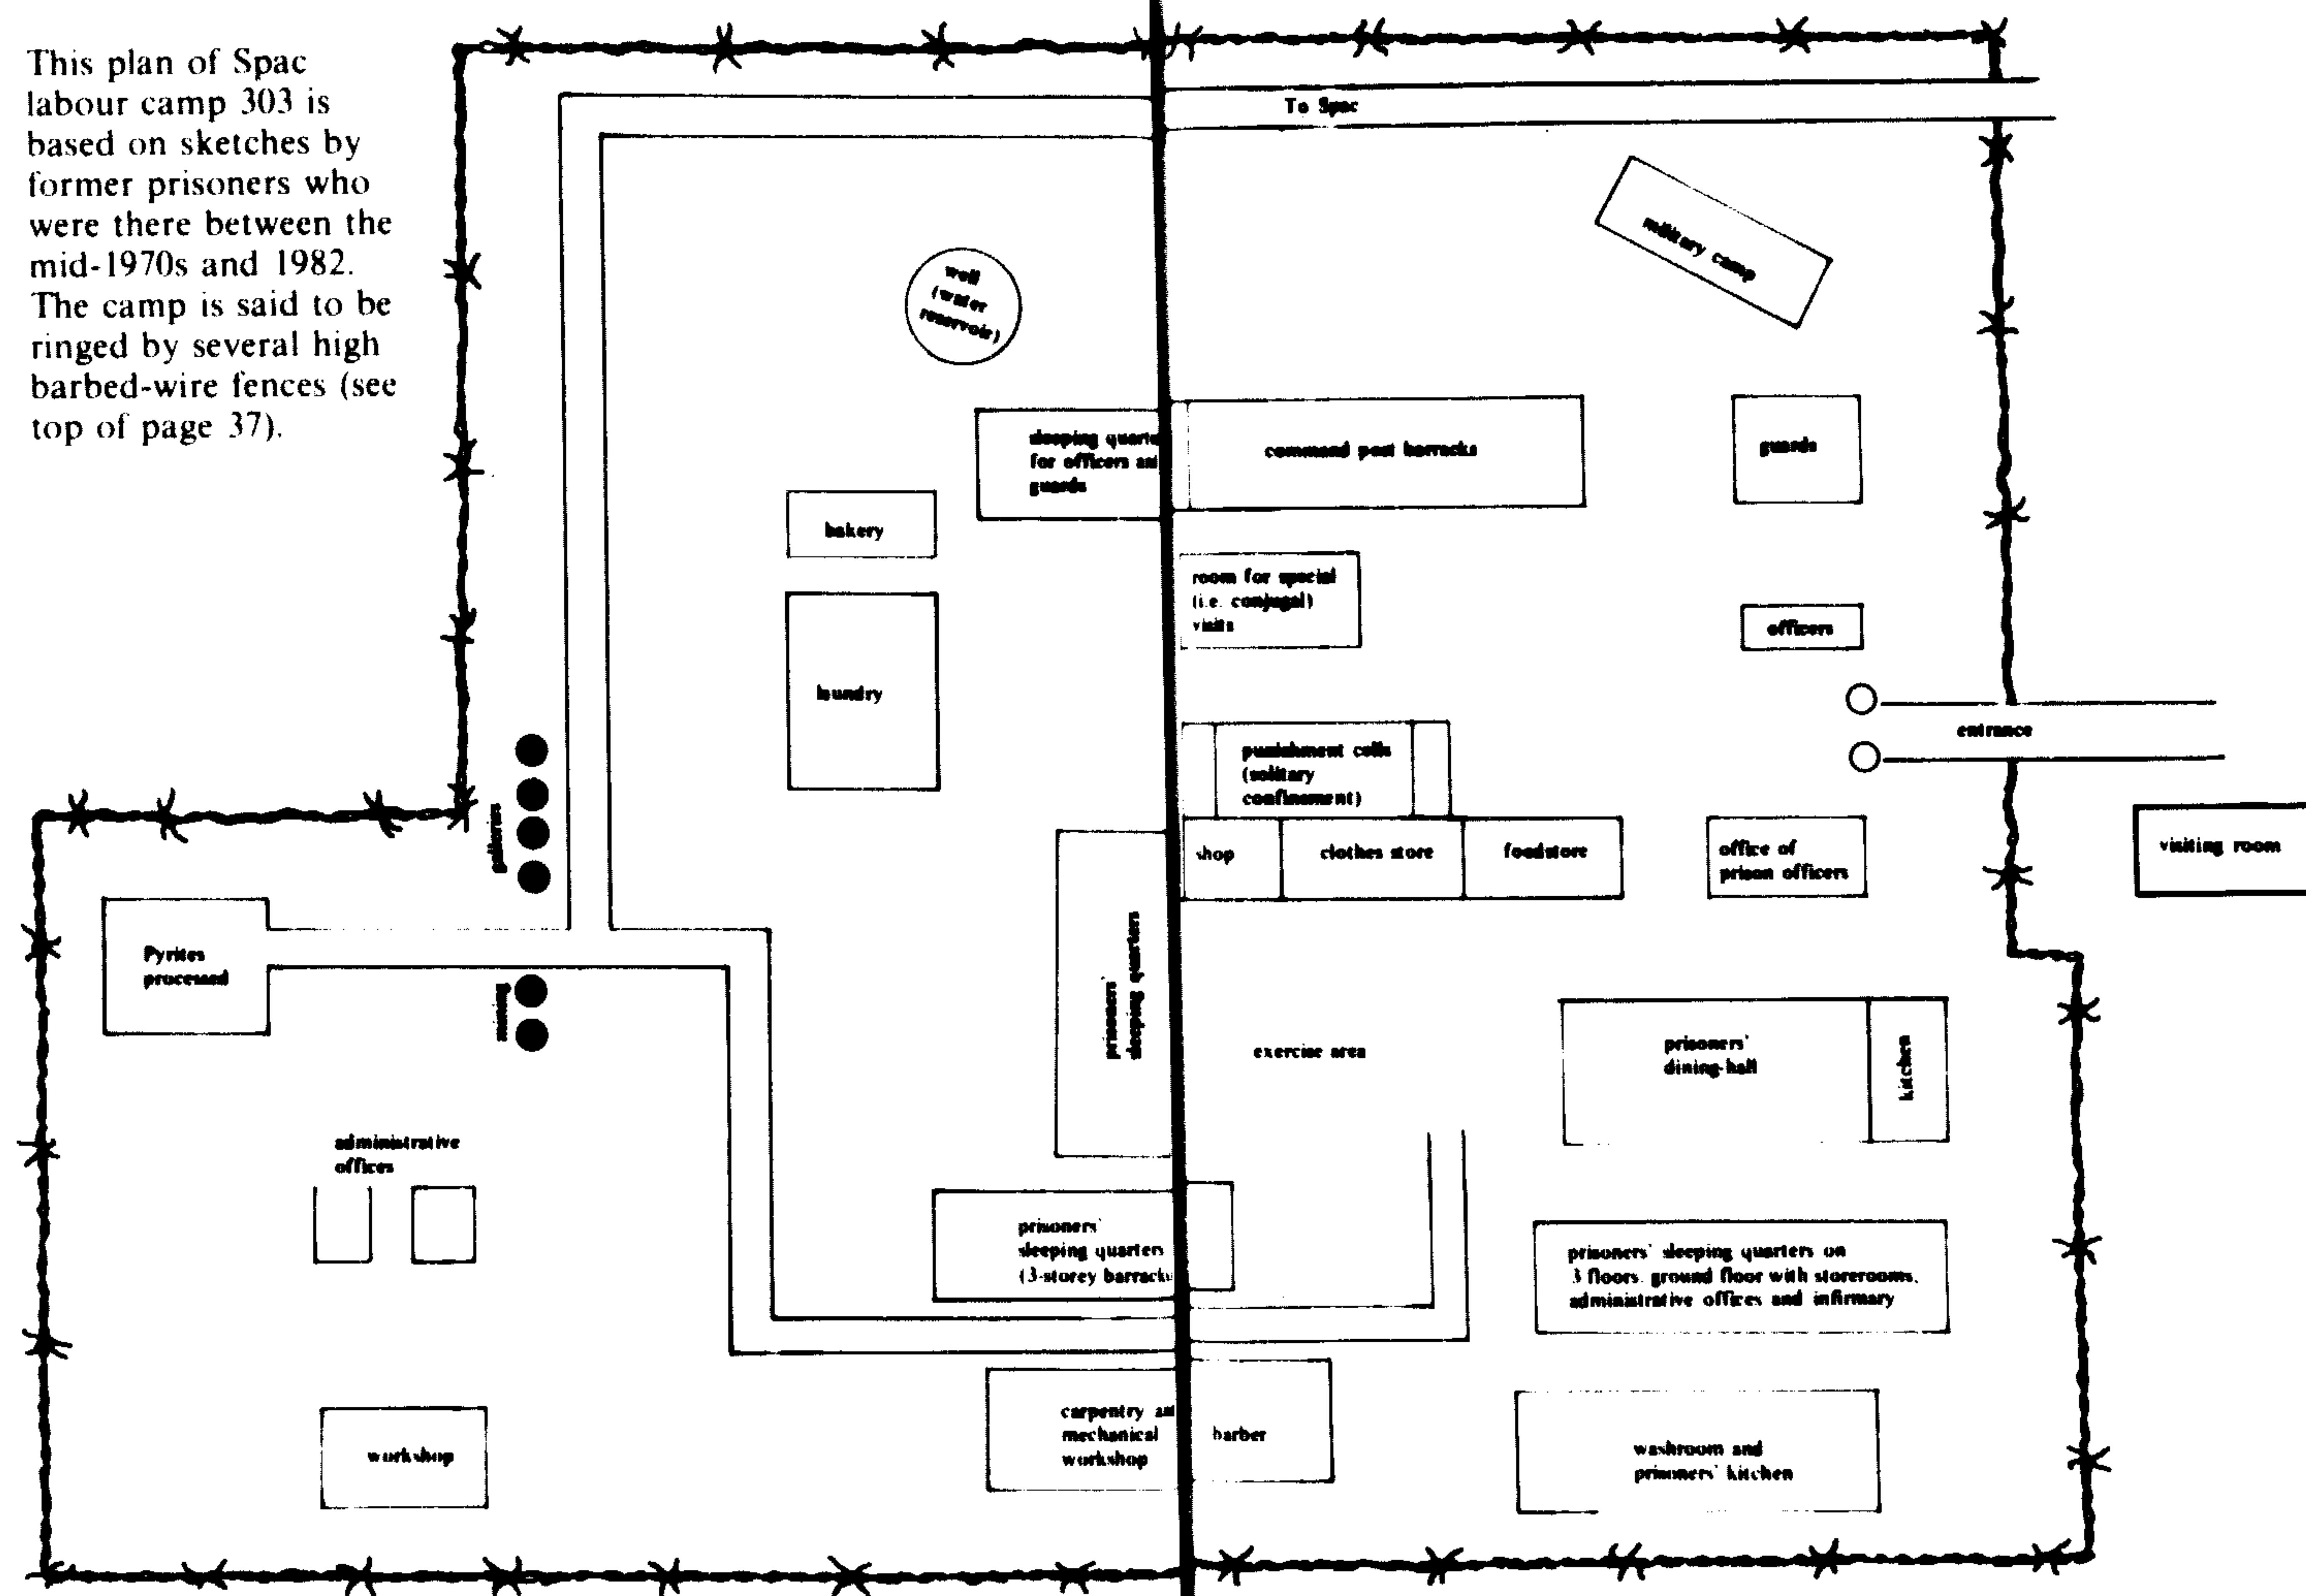 This plan of Spac
labour camp 303 is
based on sketches by
former prisoners who
were there between the
mid-1970s and 1982.
The camp is said to be
ringed by several high
barbed-wire fences (see
top of page 37).
To Spac
military camp
well
(water
reservoir)
sleeping quarte
for officers an
guards
command post barracks
guards
bakery
room for special
(i.e. conjugal)
visits
officers
laundry
entrance
punishment cells
(solitary
confinement)
galleries
shop
clothes store
foodstore
office of
prison officers
visiting room
Pyrites
processed
prisoners'
sleeping quarters
exercise area
prisoners'
dining-hall
kitchen
administrative
offices
prisoners'
sleeping quarters
(3-storey barracks
prisoners' sleeping quarters on
3 floors. ground floor with storerooms,
administrative offices and infirmary
workshop
carpentry an
mechanical
workshop
barber
washroom and
prisoners' kitchen